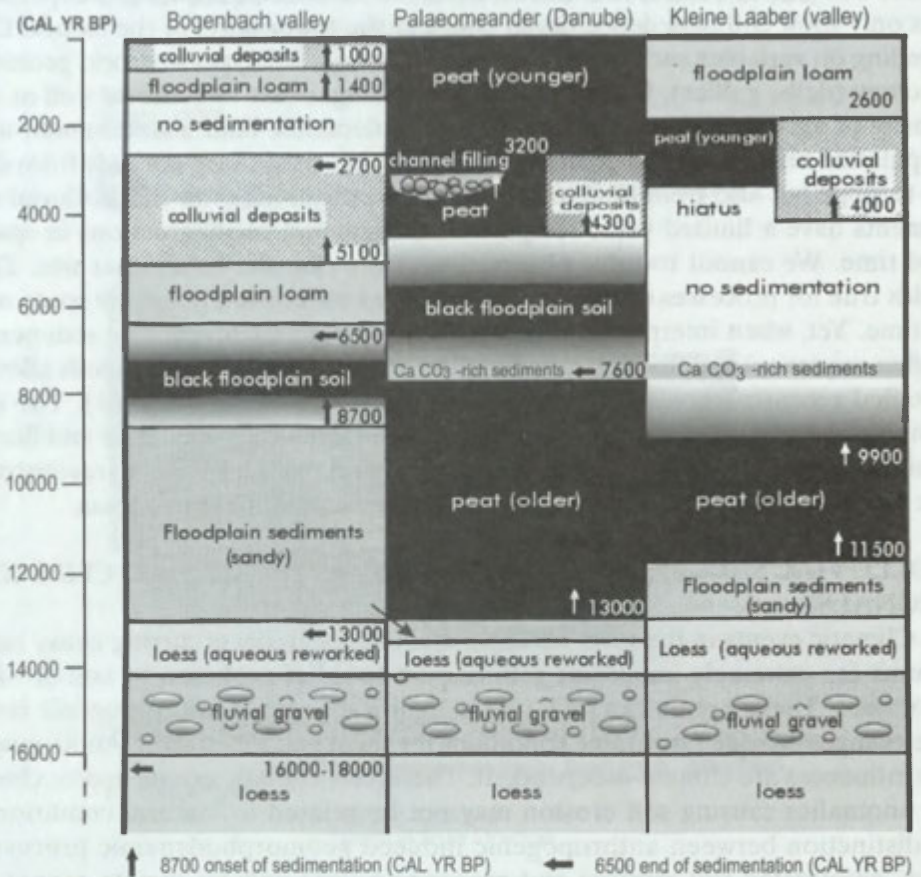 (CAL YR BP)
Bogenbach valley
Palaeomeander (Danube)
Kleine Laaber (valley)
2000
4000
6000
8000
10000
12000
14000
16000
colluvial deposits
1000
floodplain loam
1400
no sedimentation
2700
colluvial deposits
5100
floodplain loam
6500
black floodplain soil
8700
Floodplain sediments
(sandy)
13000
loess (aqueous reworked)
fluvial gravel
16000-18000
loess
peat (younger)
3200
channel filling
peat
colluvial
deposits
4300
black floodplain soil
Ca CO3 -rich sediments
7600
peat (older)
13000
loess (aqueous reworked)
fluvial gravel
loess
floodplain loam
2600
peat (younger)
colluvial
deposits
4000
hiatus
no sedimentation
Ca CO3 -rich sediments
9900
peat (older)
11500
Floodplain sediments
(sandy)
Loess (aqueous reworked)
fluvial gravel
loess
8700 onset of sedimentation (CAL YR BP)
6500 end of sedimentation (CAL YR BP)